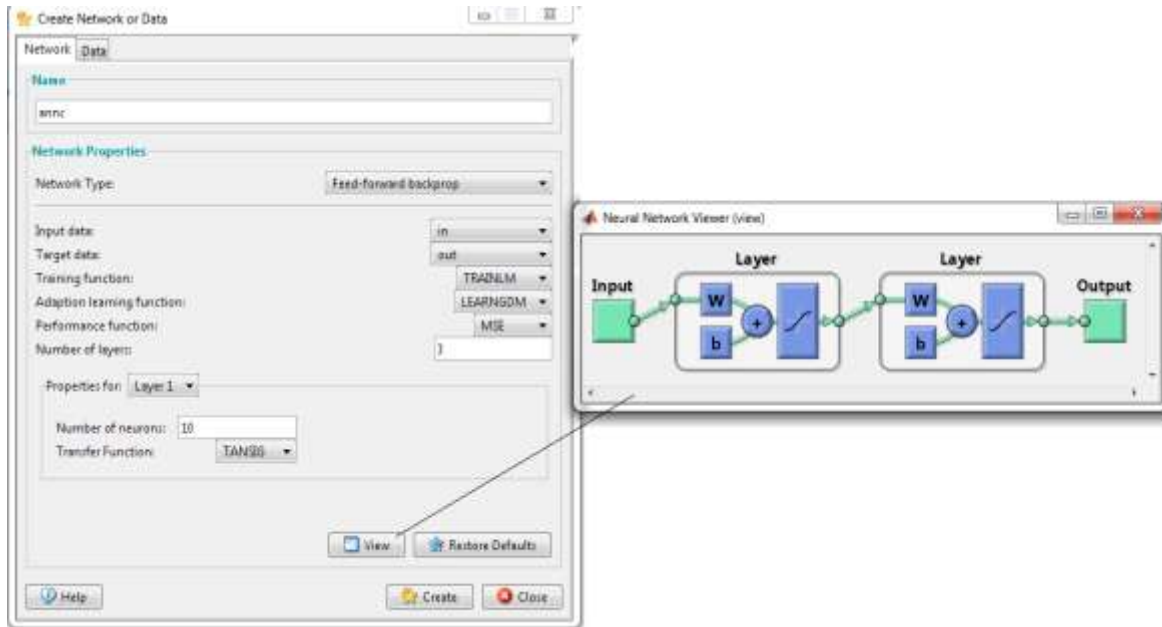 Create Network or Data
Network Data
Name
annc
Network Properties
Network Type: Feed-forward backprop
Input data: in
Target data: out
Training function: TRAINLM
Adaption learning function: LEARNGDM
Performance function: MSE
Number of layers:
Properties for: Layer 1
Number of neurons: 10
Transfer Function: TANSIG
View Restore Defaults
Help Create Close
Neural Network Viewer (view)
Layer Layer
Input Output
W W
+ +
b b